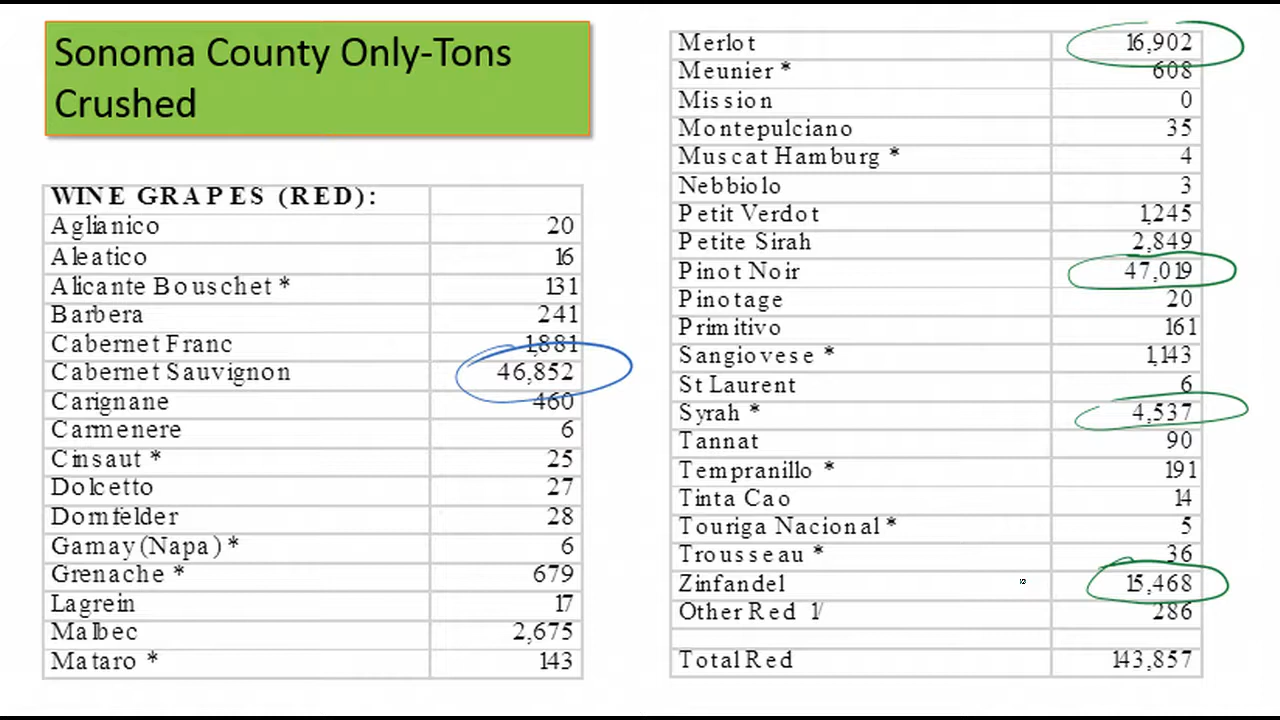 Sonoma County Only-Tons
Crushed
WINE GRAPES (RED):
Aglianico 20
Aleatico 16
Alicante Bouschet * 131
Barbera 241
Cabernet Franc 1,881
Cabernet Sauvignon 46,852
Carignane 460
Carmenere 6
Cinsaut * 25
Dolcetto 27
Dornfelder 28
Gamay (Napa) * 6
Grenache * 679
Lagrein 17
Malbec 2,675
Mataro * 143
Merlot 16,902
Meunier * 608
Mission 0
Montepulciano 35
Muscat Hamburg * 4
Nebbiolo 3
Petit Verdot 1,245
Petite Sirah 2,849
Pinot Noir 47,019
Pinotage 20
Primitivo 161
Sangiovese * 1,143
St Laurent 6
Syrah * 4,537
Tannat 90
Tempranillo * 191
Tinta Cao 14
Touriga Nacional * 5
Trousseau * 36
Zinfandel 15,468
Other Red 1/ 286
Total Red 143,857